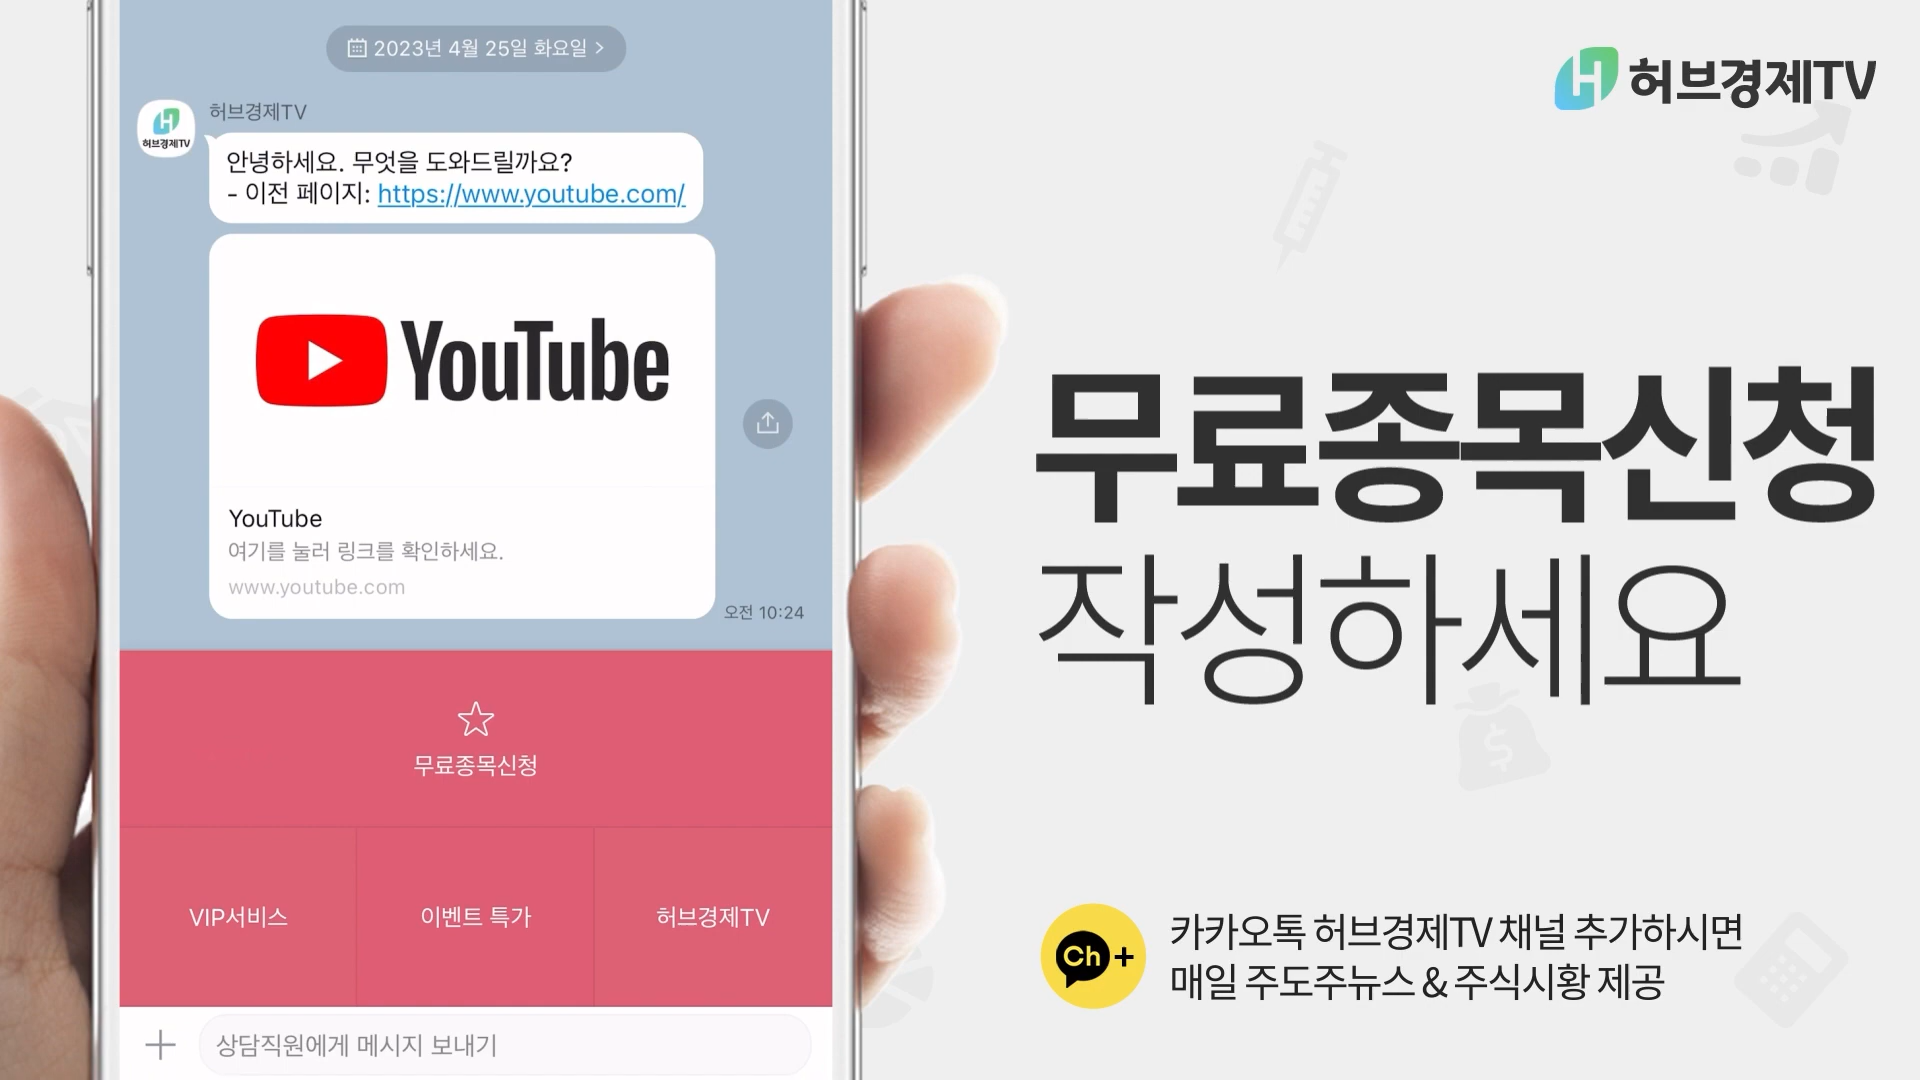 2023년 4월 25일 화요일 >
허브경제TV
허브경제TV
안녕하세요. 무엇을 도와드릴까요?
- 이전 페이지: https://www.youtube.com/
YouTube
YouTube
여기를 눌러 링크를 확인하세요.
www.youtube.com
오전 10:24
무료종목신청
VIP서비스
이벤트 특가
허브경제TV
상담직원에게 메시지 보내기
허브경제TV
무료종목신청
작성하세요
Ch+
카카오톡 허브경제TV 채널 추가하시면
매일 주도주뉴스 & 주식시황 제공